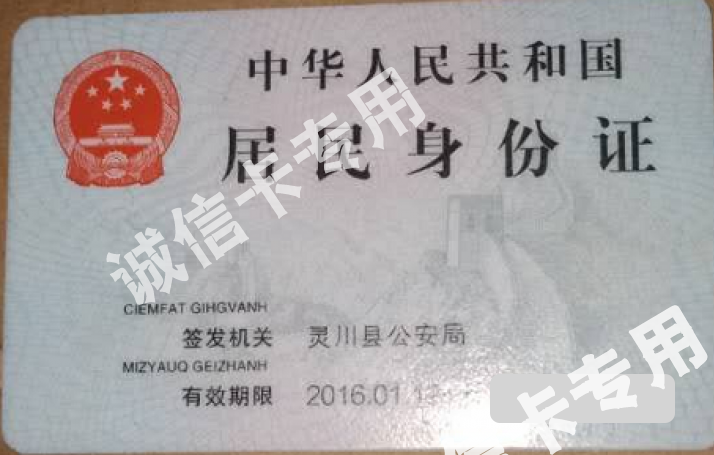 中华人民共和国
居民身份证
诚信卡专用
CIEMFAT GIHGVANH
签发机关 灵川县公安局
MIZYAUQ GEIZHANH
有效期限 2016.01.1
信卡专用